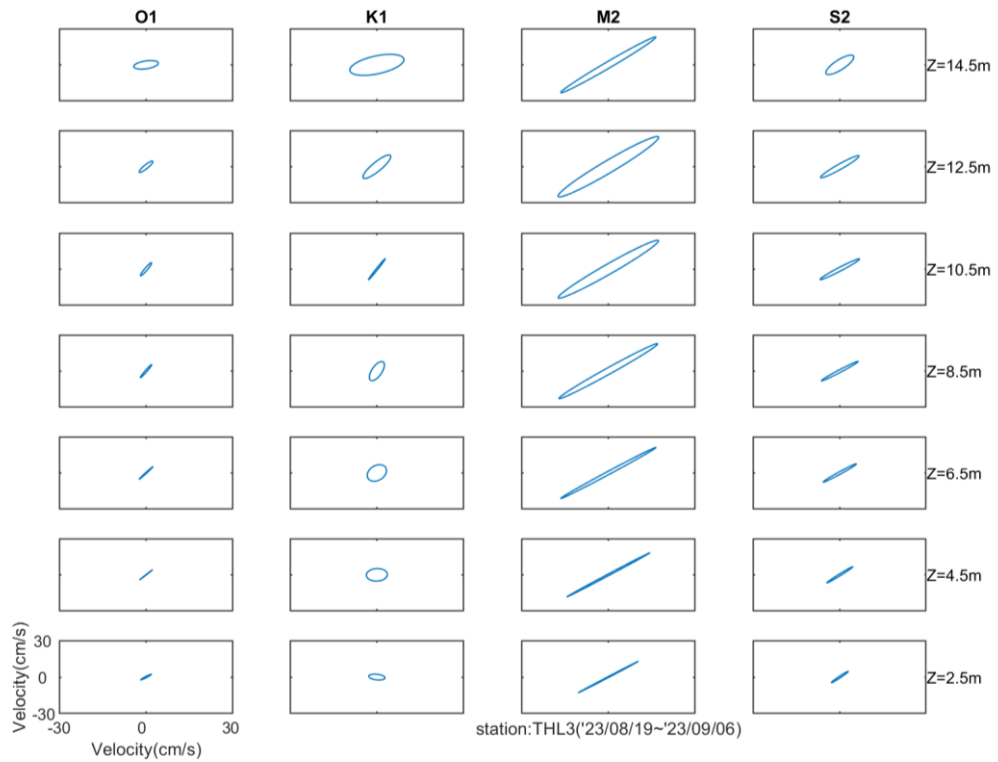 O1 K1 M2 S2
Z=14.5m
Z=12.5m
Z=10.5m
Z=8.5m
Z=6.5m
Z=4.5m
Z=2.5m
Velocity(cm/s)
30
0
-30
-30 0 30
Velocity(cm/s)
station:THL3('23/08/19~'23/09/06)